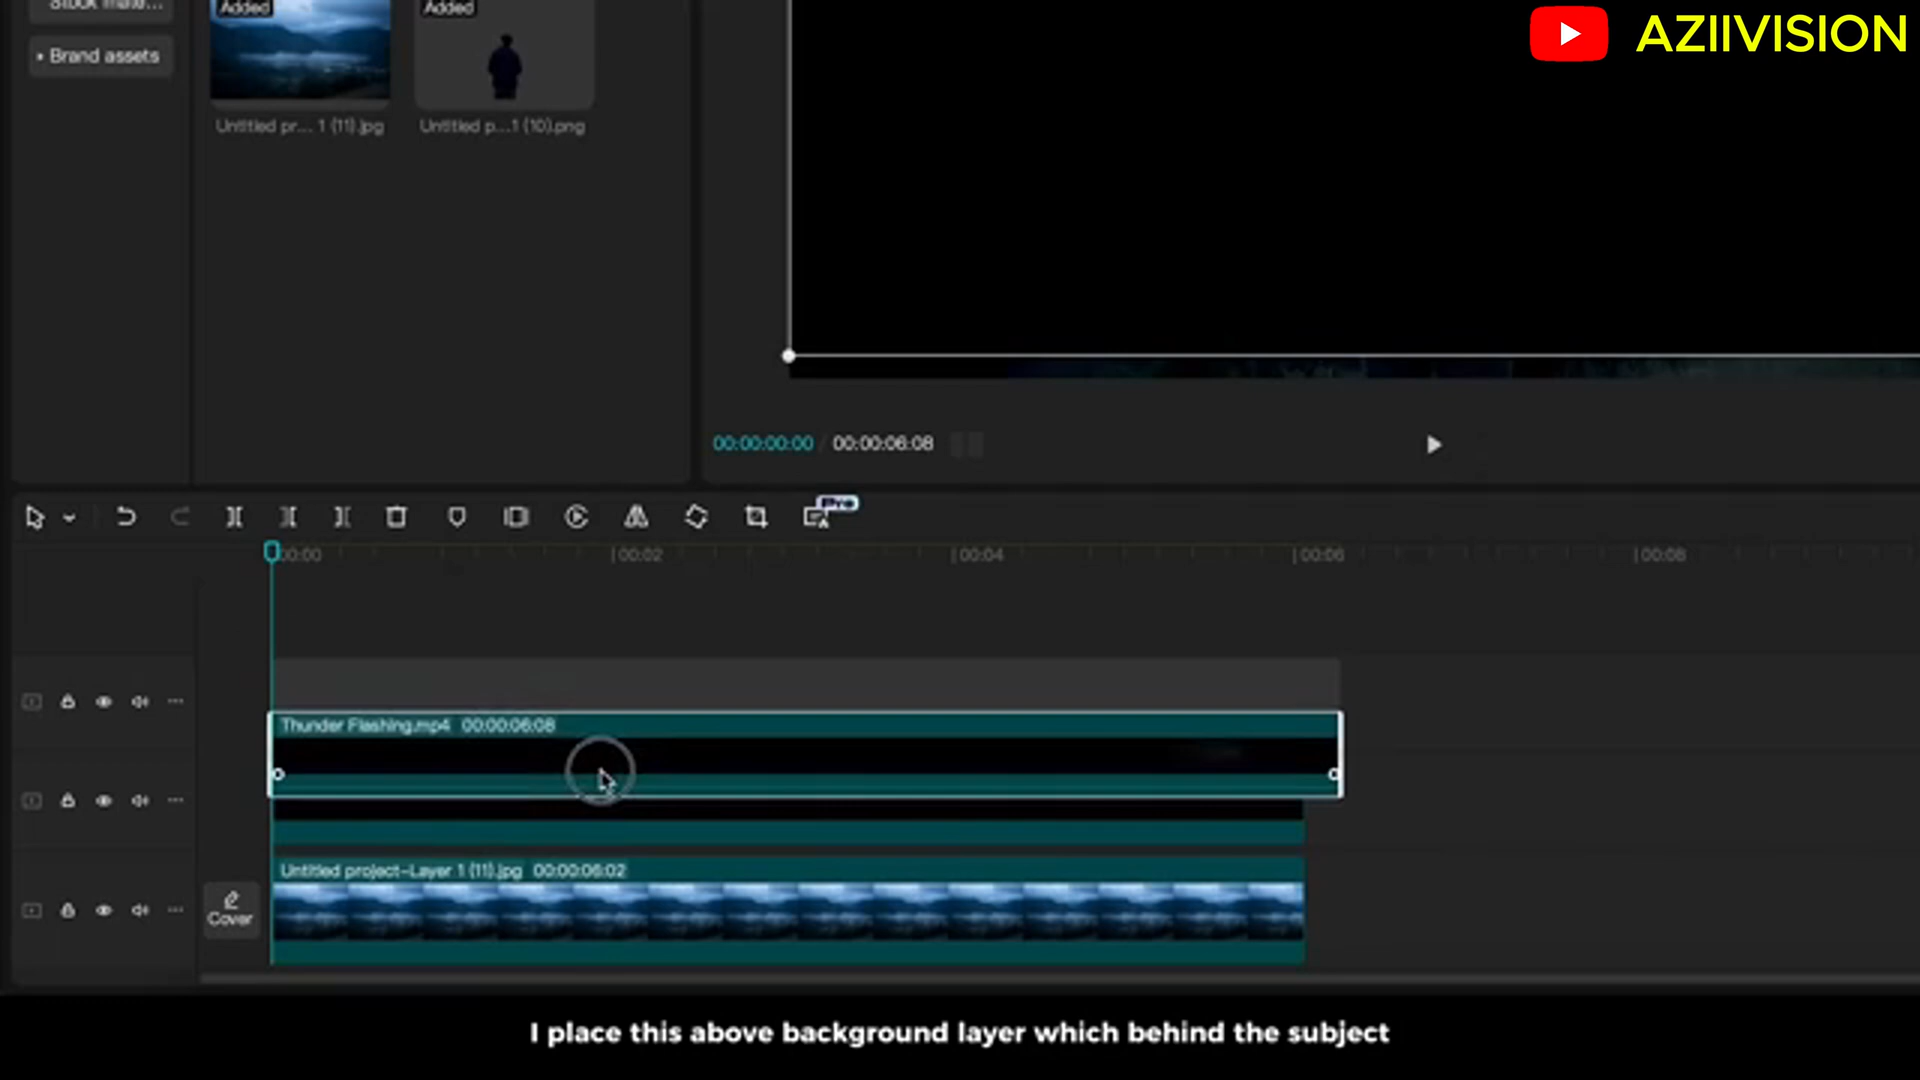 AZIIVISION
Stock mate...
Added
Added
Brand assets
Untitled pr... 1 (11).jpg
Untitled p...1 (10).png
00:00:00:00 / 00:00:06:08
Pro
00:00
00:02
00:04
00:06
00:08
Thunder Flashing.mp4 00:00:06:08
Untitled project-Layer 1 (11).jpg 00:00:06:02
Cover
I place this above background layer which behind the subject